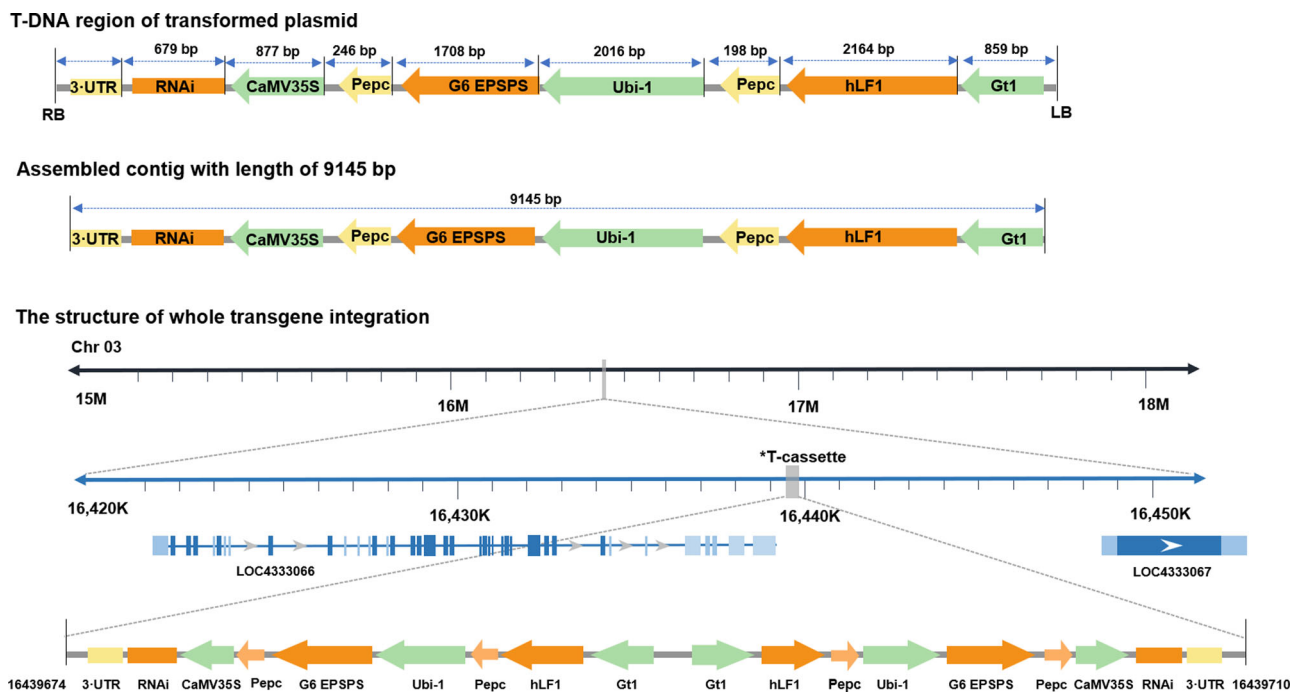 T-DNA region of transformed plasmid
679 bp 877 bp 246 bp 1708 bp 2016 bp 198 bp 2164 bp 859 bp
3·UTR RNAi CaMV35S Pepc G6 EPSPS Ubi-1 Pepc hLF1 Gt1
RB LB
Assembled contig with length of 9145 bp
9145 bp
3·UTR RNAi CaMV35S Pepc G6 EPSPS Ubi-1 Pepc hLF1 Gt1
The structure of whole transgene integration
Chr 03
15M 16M 17M 18M
*T-cassette
16,420K 16,430K 16,440K 16,450K
LOC4333066 LOC4333067
16439674 3·UTR RNAi CaMV35S Pepc G6 EPSPS Ubi-1 Pepc hLF1 Gt1 Gt1 hLF1 Pepc Ubi-1 G6 EPSPS Pepc CaMV35S RNAi 3·UTR 16439710